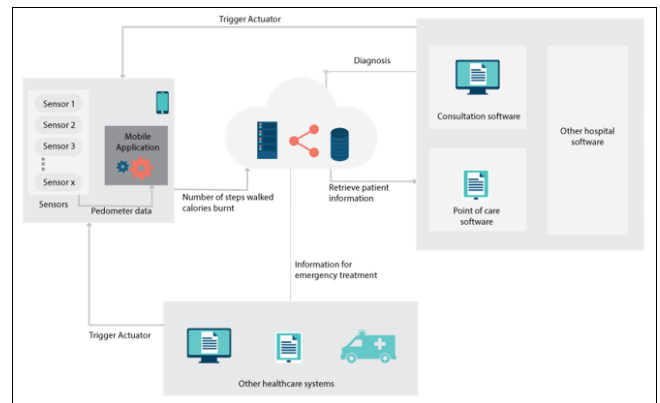 Trigger Actuator
Diagnosis
Sensor 1
Sensor 2
Sensor 3
Sensor x
Sensors
Mobile
Application
Pedometer data
Number of steps walked
calories burnt
Retrieve patient
information
Consultation software
Point of care
software
Other hospital
software
Information for
emergency treatment
Trigger Actuator
Other healthcare systems